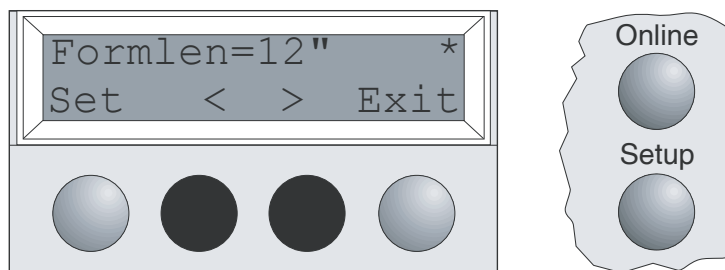 Formlen=12" *
Set < > Exit
Online
Setup